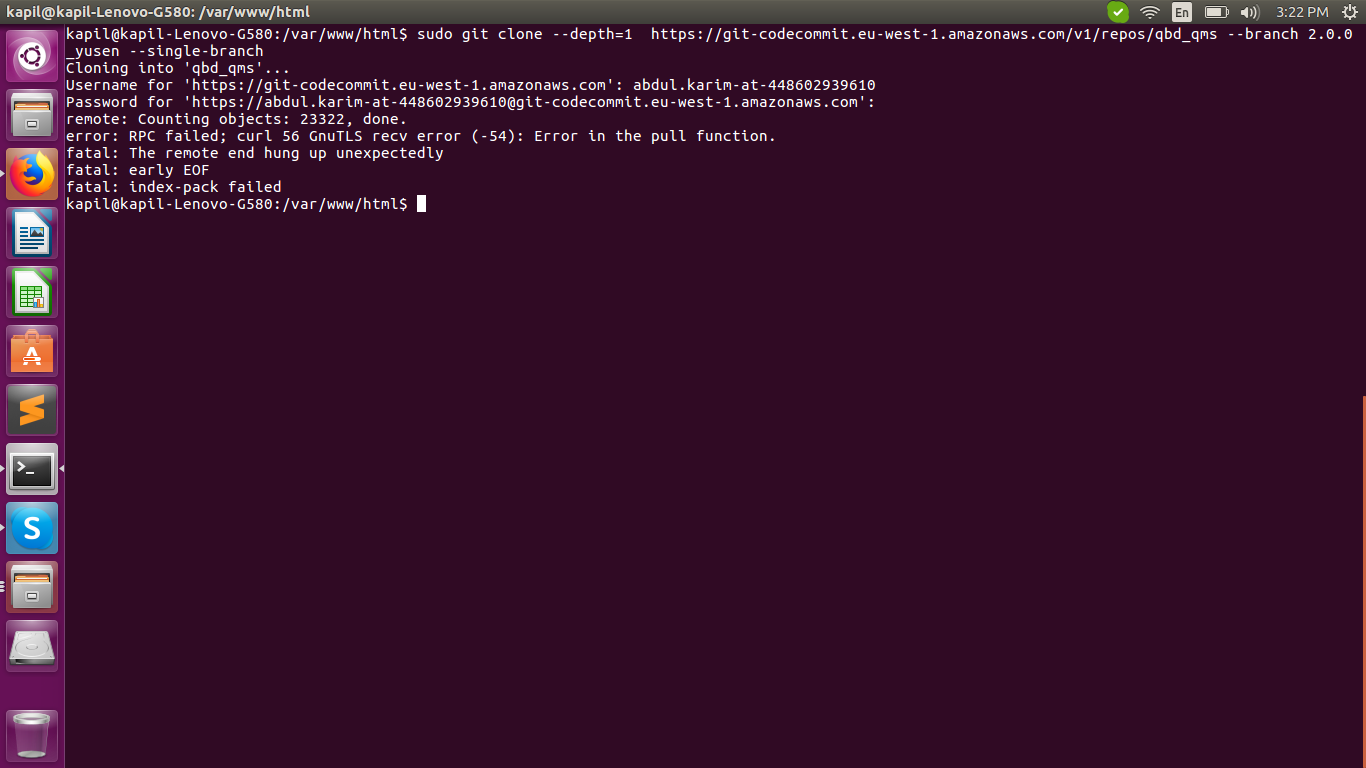 kapil@kapil-Lenovo-G580: /var/www/html
En
3:22 PM
kapil@kapil-Lenovo-G580:/var/www/html$ sudo git clone --depth=1  https://git-codecommit.eu-west-1.amazonaws.com/v1/repos/qbd_qms --branch 2.0.0
_yusen --single-branch
Cloning into 'qbd_qms'...
Username for 'https://git-codecommit.eu-west-1.amazonaws.com': abdul.karim-at-448602939610
Password for 'https://abdul.karim-at-448602939610@git-codecommit.eu-west-1.amazonaws.com':
remote: Counting objects: 23322, done.
error: RPC failed; curl 56 GnuTLS recv error (-54): Error in the pull function.
fatal: The remote end hung up unexpectedly
fatal: early EOF
fatal: index-pack failed
kapil@kapil-Lenovo-G580:/var/www/html$
A
>_
S